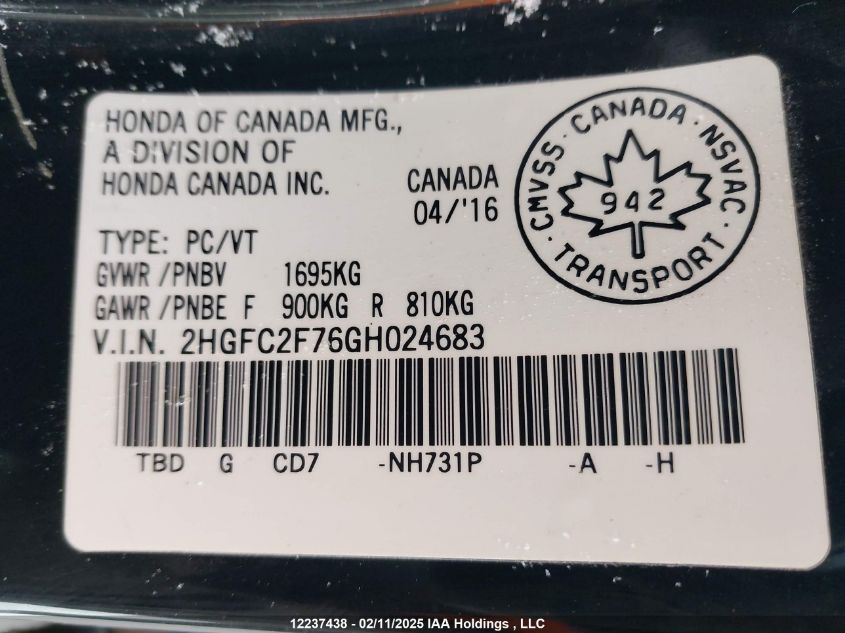 HONDA OF CANADA MFG.,
A DIVISION OF
HONDA CANADA INC.
CANADA
04/'16
CMVSS · CANADA · NSVAC · TRANSPORT ·
942
TYPE: PC/VT
GVWR /PNBV 1695KG
GAWR /PNBE F 900KG R 810KG
V.I.N. 2HGFC2F76GH024683
TBD G CD7 -NH731P -A -H
12237438 - 02/11/2025 IAA Holdings , LLC